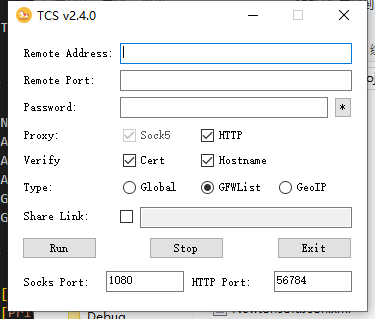 TCS v2.4.0
Remote Address:
Remote Port:
Password: *
Proxy: Sock5 HTTP
Verify Cert Hostname
Type: Global GFWList GeoIP
Share Link:
Run Stop Exit
Socks Port: 1080 HTTP Port: 56784
Debug